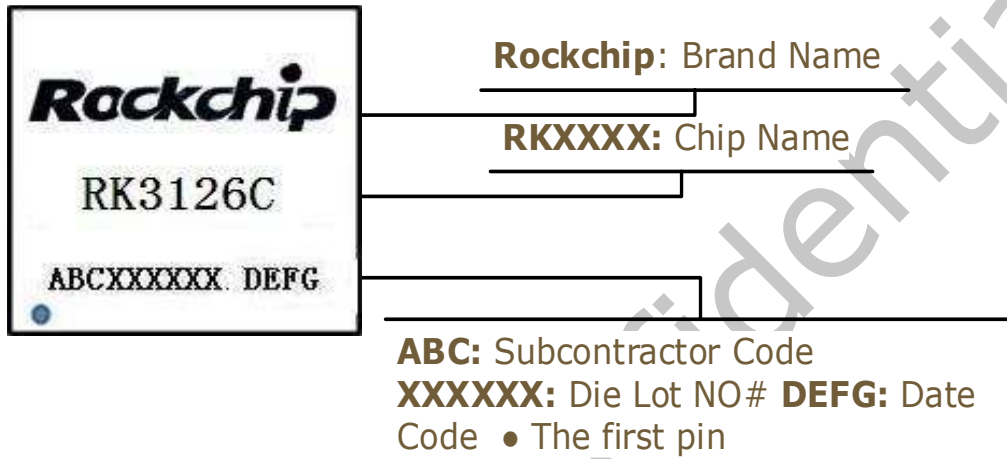 Rockchip
RK3126C
ABCXXXXXX. DEFG
Rockchip: Brand Name
RKXXXX: Chip Name
ABC: Subcontractor Code
XXXXXX: Die Lot NO# DEFG: Date
Code ● The first pin